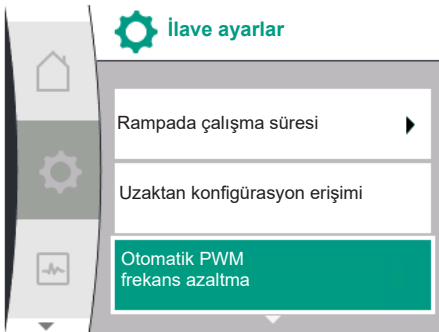 İlave ayarlar
Rampada çalışma süresi
Uzaktan konfigürasyon erişimi
Otomatik PWM
frekans azaltma